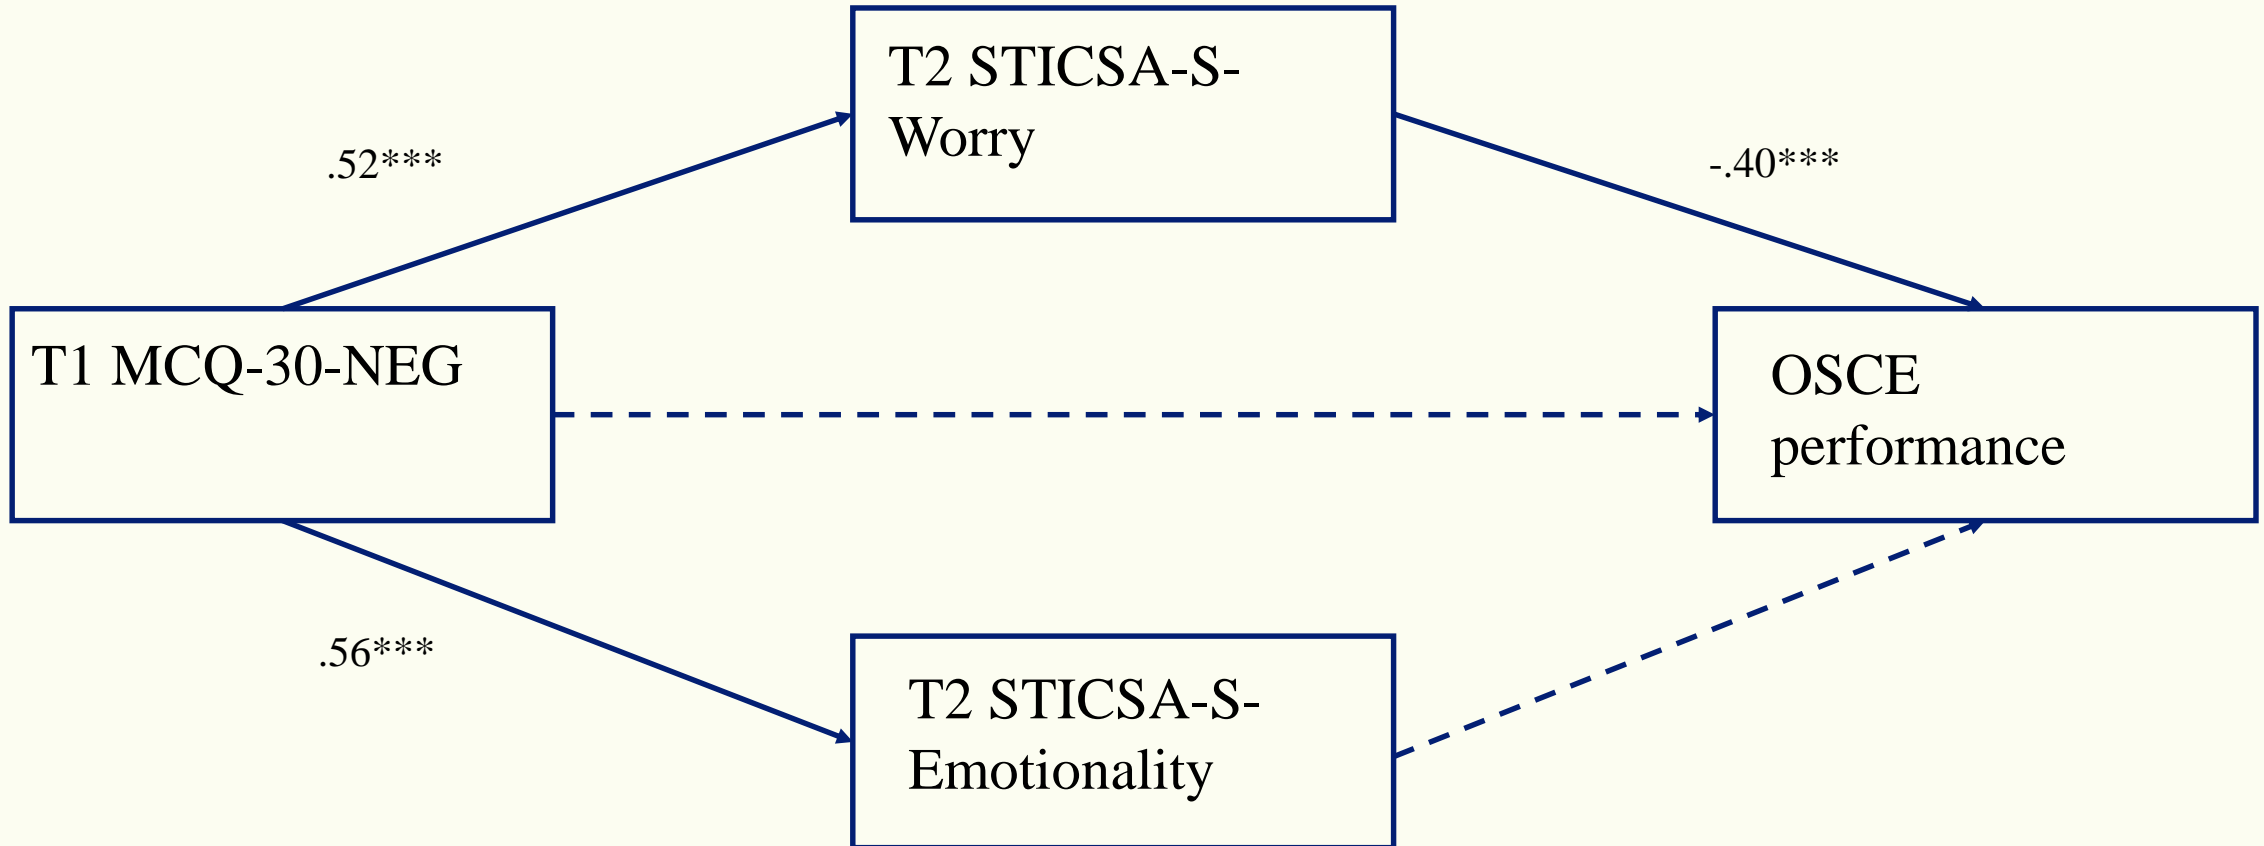 T2 STICSA-S-
Worry
.52***
-.40***
T1 MCQ-30-NEG
OSCE
performance
.56***
T2 STICSA-S-
Emotionality